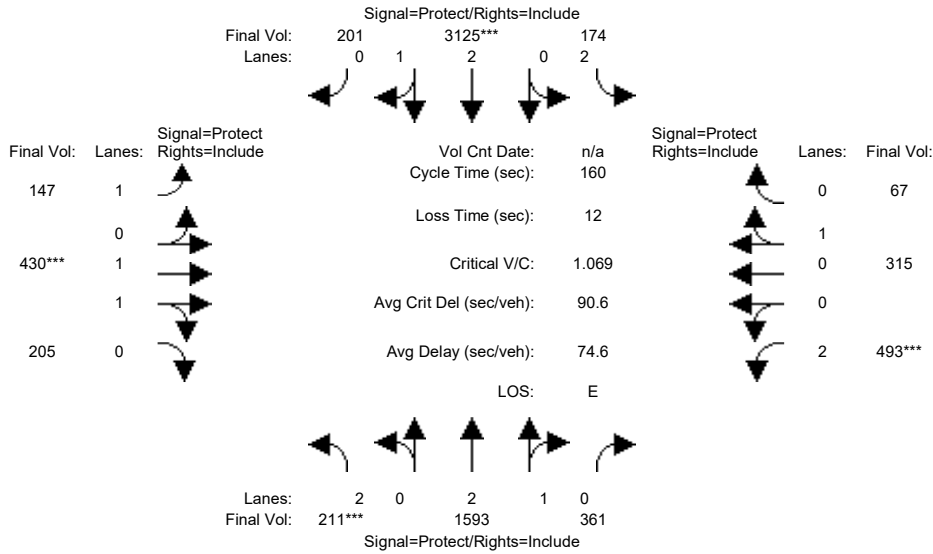 Signal=Protect/Rights=Include
Final Vol: 201 3125*** 174
Lanes: 0 1 2 0 2
Signal=Protect Signal=Protect
Final Vol: Lanes: Rights=Include Vol Cnt Date: n/a Rights=Include Lanes: Final Vol:
Cycle Time (sec): 160
147 1 0 67
Loss Time (sec): 12
0 1
430*** 1 Critical V/C: 1.069 0 315
1 Avg Crit Del (sec/veh): 90.6 0
205 0 Avg Delay (sec/veh): 74.6 2 493***
LOS: E
Lanes: 2 0 2 1 0
Final Vol: 211*** 1593 361
Signal=Protect/Rights=Include